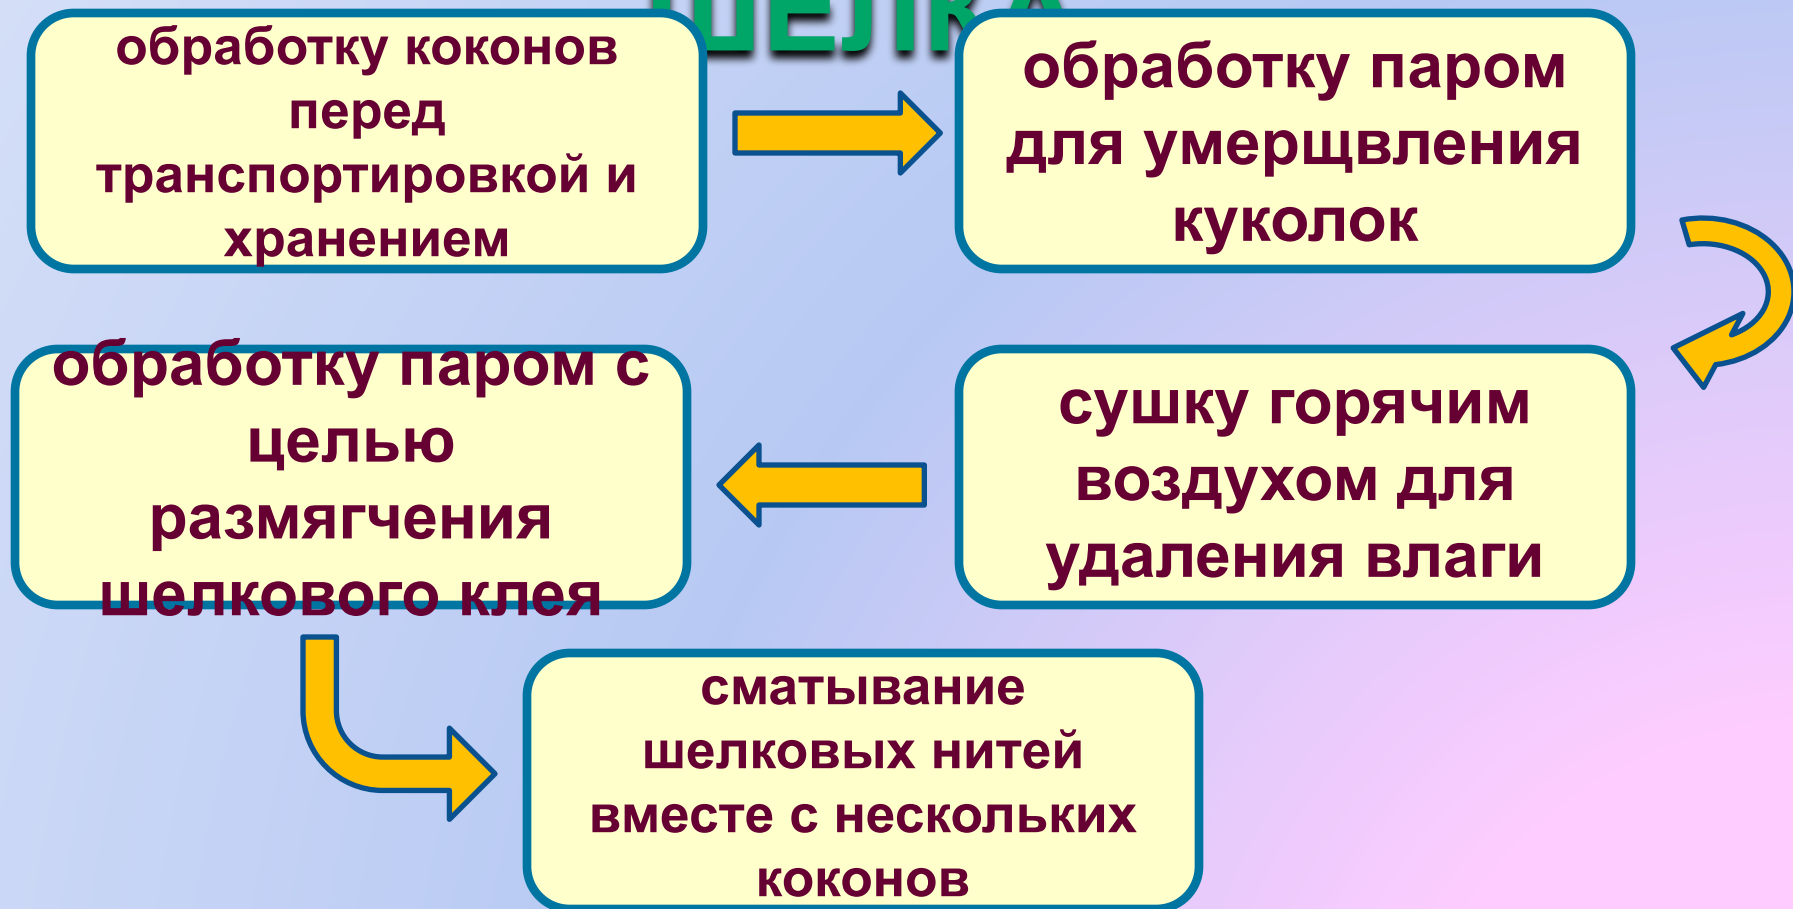 ШЕЛКА
обработку коконов
перед
транспортировкой и
хранением
обработку паром
для умерщвления
куколок
сушку горячим
воздухом для
удаления влаги
обработку паром с
целью
размягчения
шелкового клея
сматывание
шелковых нитей
вместе с нескольких
коконов